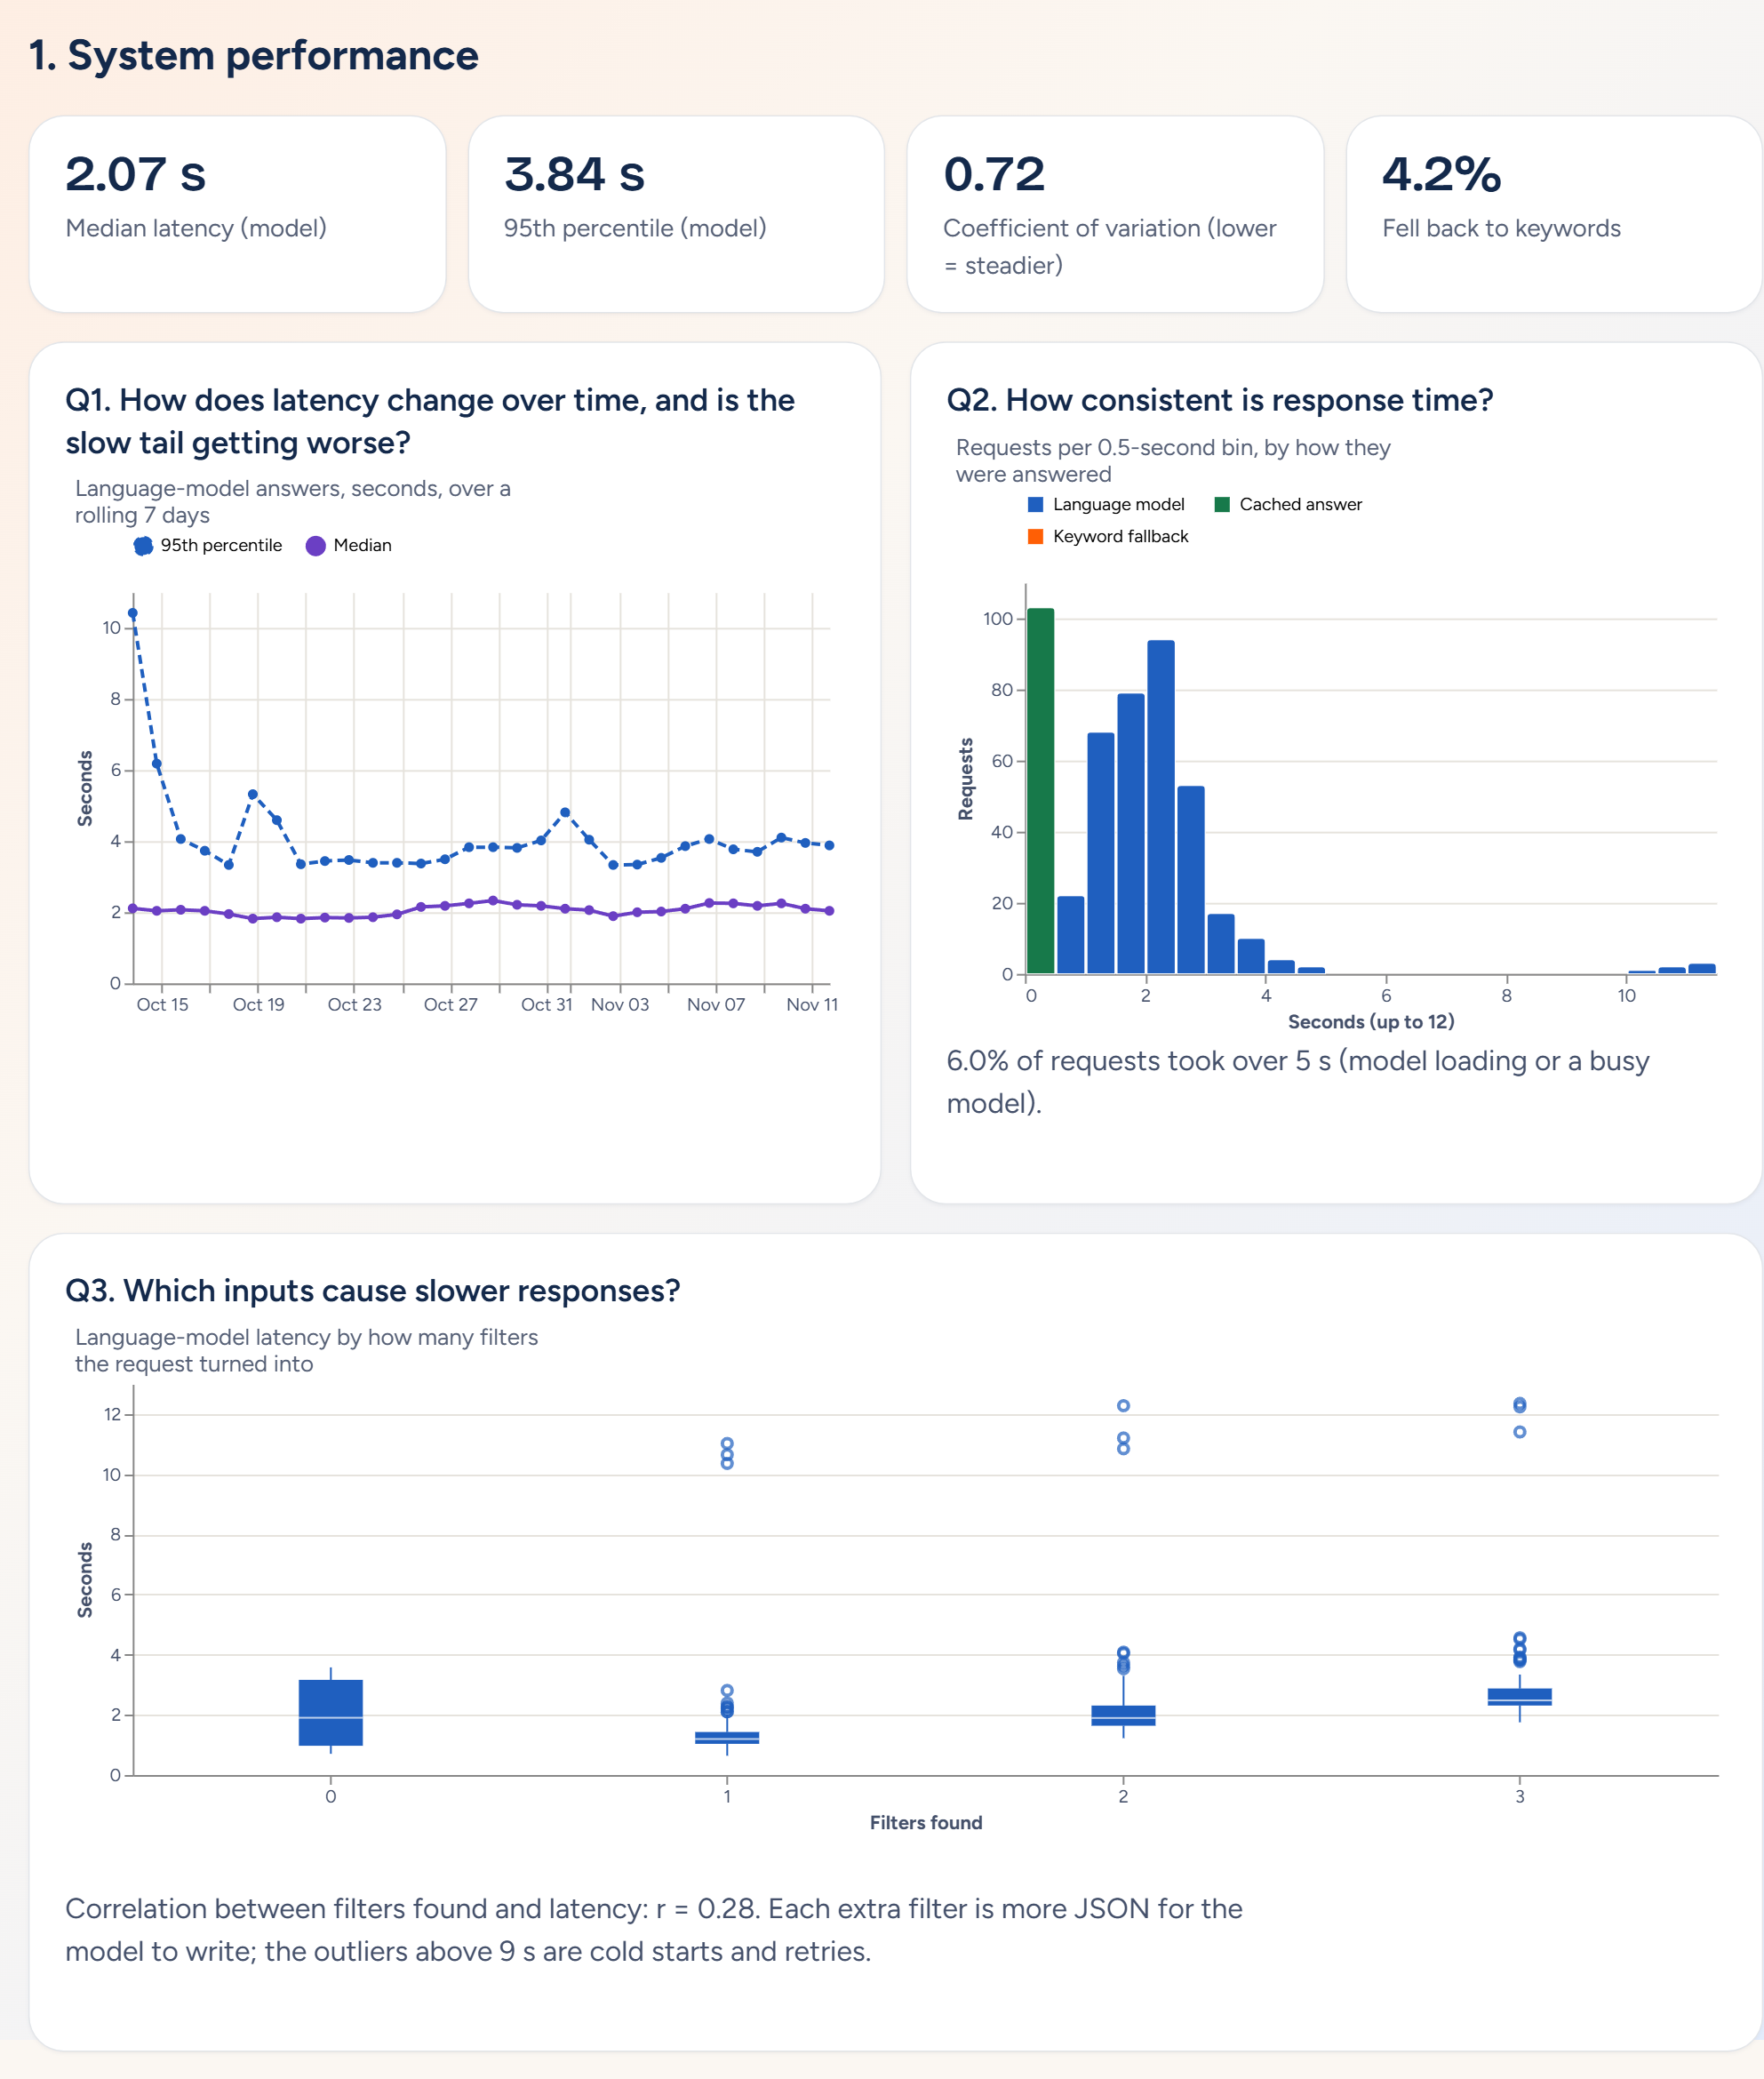 1. System performance
2.07 s
Median latency (model)
3.84 s
95th percentile (model)
0.72
Coefficient of variation (lower
= steadier)
4.2%
Fell back to keywords
Q1. How does latency change over time, and is the
slow tail getting worse?
Language-model answers, seconds, over a
rolling 7 days
95th percentile Median
Seconds
10
8
6
4
2
0
Oct 15 Oct 19 Oct 23 Oct 27 Oct 31 Nov 03 Nov 07 Nov 11
Q2. How consistent is response time?
Requests per 0.5-second bin, by how they
were answered
Language model Cached answer
Keyword fallback
Requests
100
80
60
40
20
0
0 2 4 6 8 10
Seconds (up to 12)
6.0% of requests took over 5 s (model loading or a busy
model).
Q3. Which inputs cause slower responses?
Language-model latency by how many filters
the request turned into
Seconds
12
10
8
6
4
2
0
0 1 2 3
Filters found
Correlation between filters found and latency: r = 0.28. Each extra filter is more JSON for the
model to write; the outliers above 9 s are cold starts and retries.